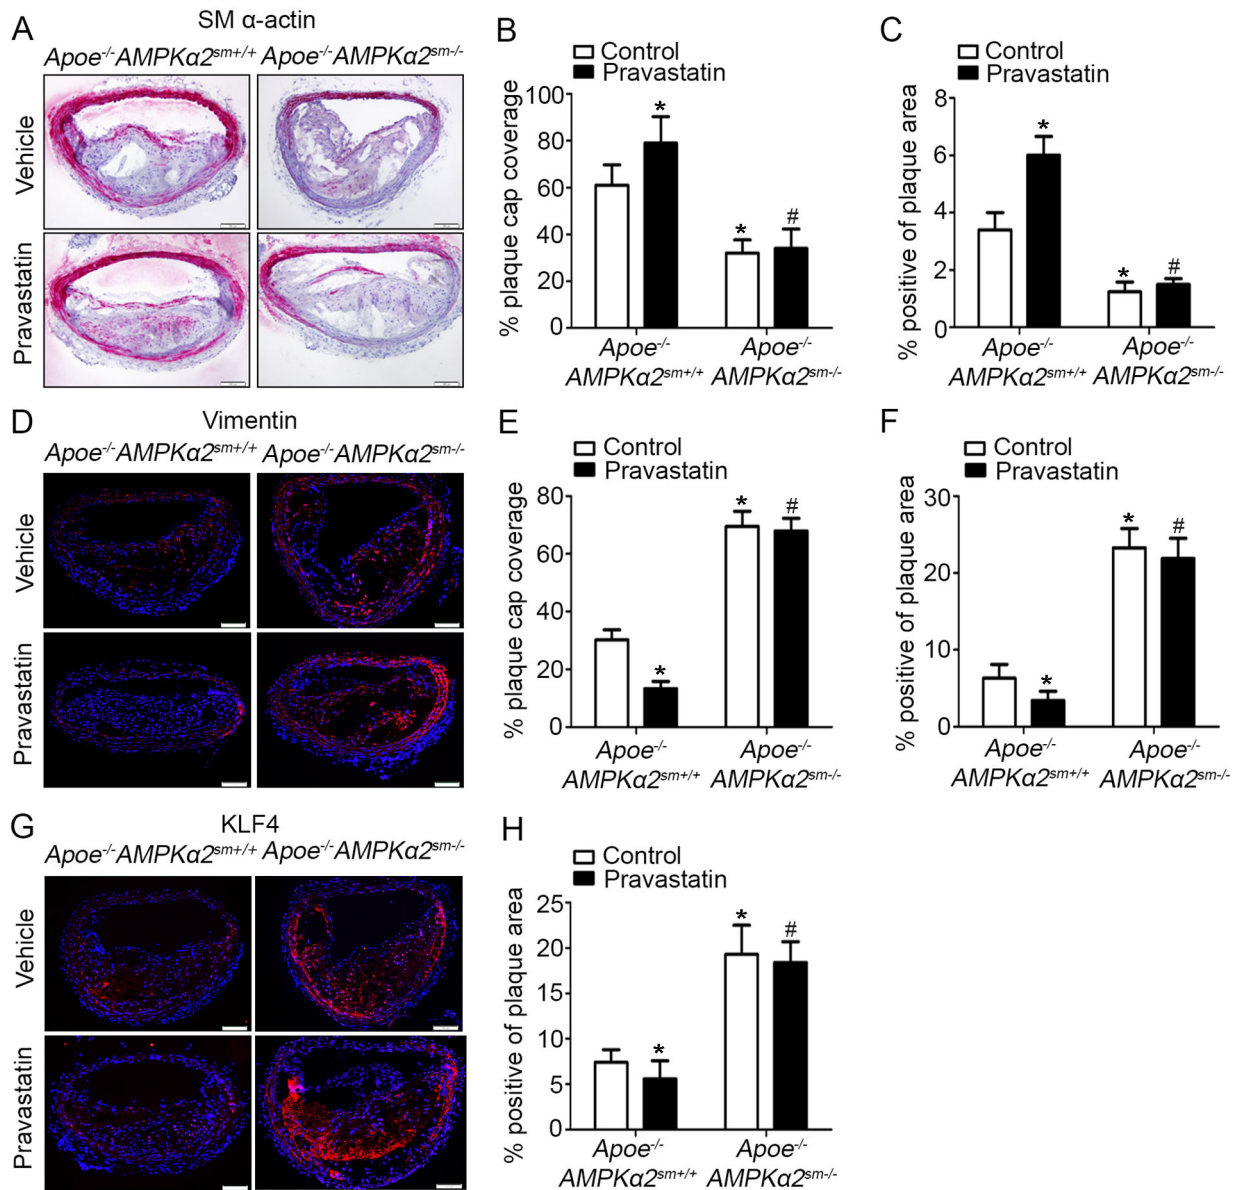 A
SM α-actin
Apoe-/-AMPKα2sm+/+ Apoe-/-AMPKα2sm-/-
Vehicle
Pravastatin
B
Control
Pravastatin
% plaque cap coverage
100
80
60
40
20
0
*
*
#
Apoe-/-
AMPKα2sm+/+
Apoe-/-
AMPKα2sm-/-
C
Control
Pravastatin
% positive of plaque area
8
6
4
2
0
*
*
#
Apoe-/-
AMPKα2sm+/+
Apoe-/-
AMPKα2sm-/-
D
Vimentin
Apoe-/-AMPKα2sm+/+ Apoe-/-AMPKα2sm-/-
Vehicle
Pravastatin
E
Control
Pravastatin
% plaque cap coverage
80
60
40
20
0
*
*
#
Apoe-/-
AMPKα2sm+/+
Apoe-/-
AMPKα2sm-/-
F
Control
Pravastatin
% positive of plaque area
30
20
10
0
*
*
#
Apoe-/-
AMPKα2sm+/+
Apoe-/-
AMPKα2sm-/-
G
KLF4
Apoe-/-AMPKα2sm+/+ Apoe-/-AMPKα2sm-/-
Vehicle
Pravastatin
H
Control
Pravastatin
% positive of plaque area
25
20
15
10
5
0
*
*
#
Apoe-/-
AMPKα2sm+/+
Apoe-/-
AMPKα2sm-/-